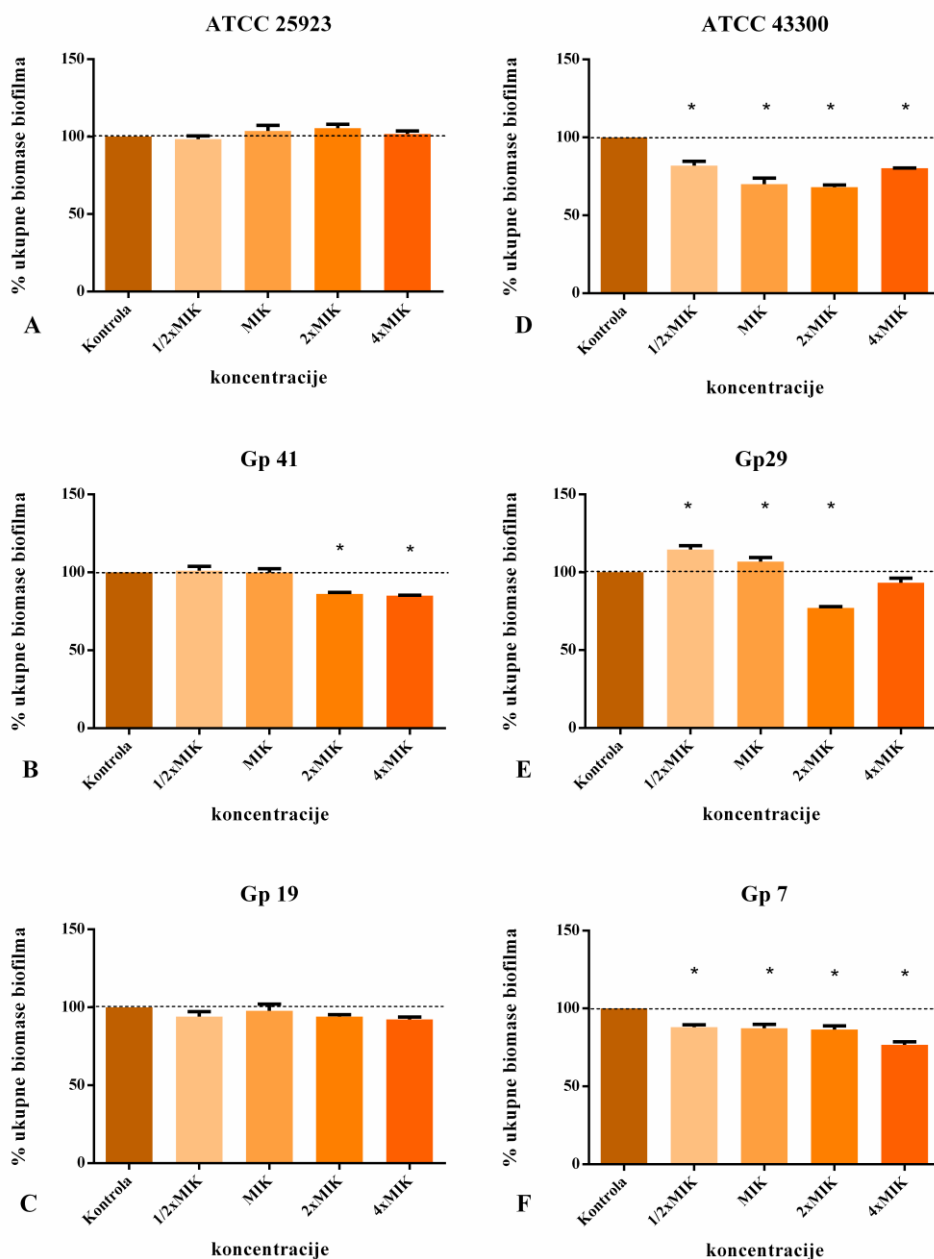 ATCC 25923
% ukupne biomase biofilma
150
100
50
0
Kontrola
1/2xMIK
MIK
2xMIK
4xMIK
koncentracije
A
ATCC 43300
% ukupne biomase biofilma
150
100
50
0
* * * *
Kontrola
1/2xMIK
MIK
2xMIK
4xMIK
koncentracije
D
Gp 41
% ukupne biomase biofilma
150
100
50
0
* *
Kontrola
1/2xMIK
MIK
2xMIK
4xMIK
koncentracije
B
Gp29
% ukupne biomase biofilma
150
100
50
0
* * *
Kontrola
1/2xMIK
MIK
2xMIK
4xMIK
koncentracije
E
Gp 19
% ukupne biomase biofilma
150
100
50
0
Kontrola
1/2xMIK
MIK
2xMIK
4xMIK
koncentracije
C
Gp 7
% ukupne biomase biofilma
150
100
50
0
* * * *
Kontrola
1/2xMIK
MIK
2xMIK
4xMIK
koncentracije
F